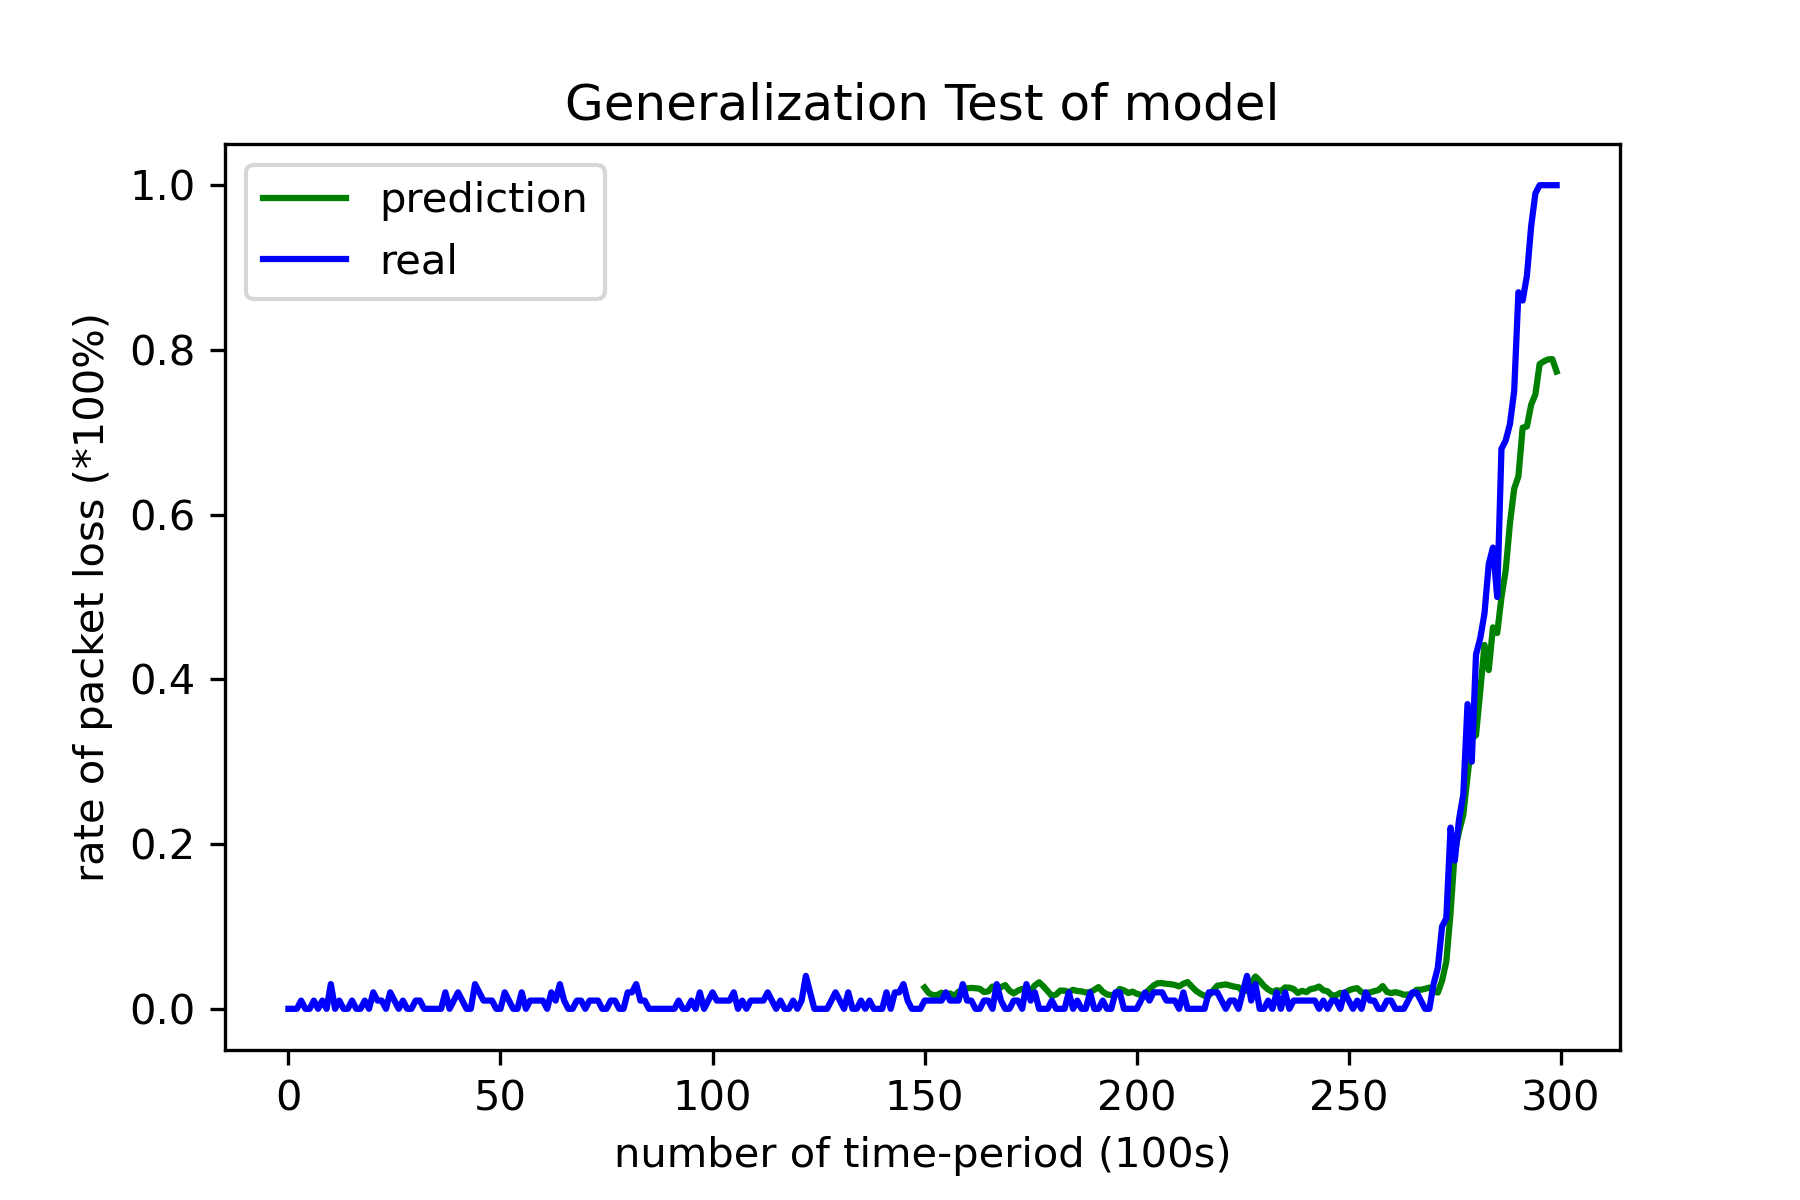 Generalization Test of model
prediction
real
rate of packet loss (*100%)
1.0
0.8
0.6
0.4
0.2
0.0
0 50 100 150 200 250 300
number of time-period (100s)